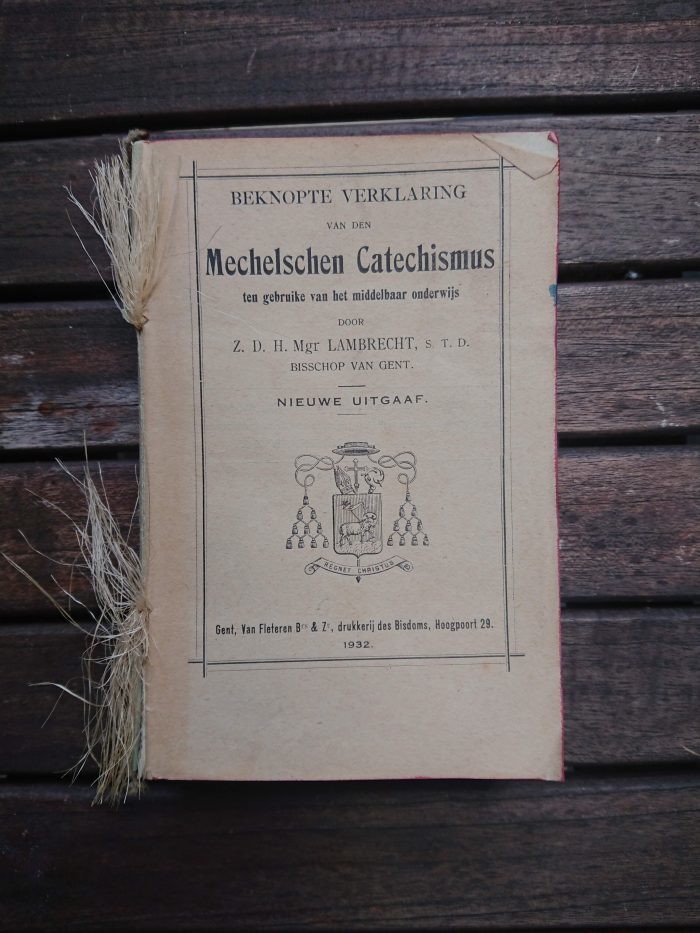 BEKNOPTE VERKLARING
VAN DEN
Mechelschen Catechismus
ten gebruike van het middelbaar onderwijs
DOOR
Z. D. H. Mgr LAMBRECHT, S. T. D.
BISSCHOP VAN GENT.
NIEUWE UITGAAF.
REGNET CHRISTUS
Gent, Van Fleteren Brs & Zr, drukkerij des Bisdoms, Hoogpoort 29.
1932.